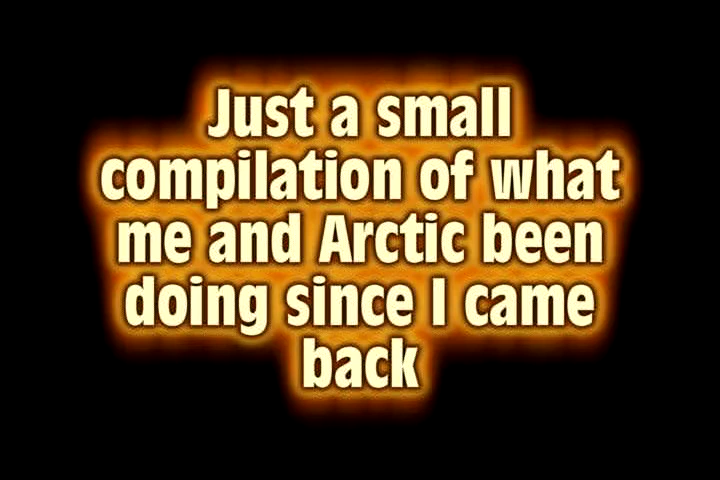 Just a small
compilation of what
me and Arctic been
doing since I came
back